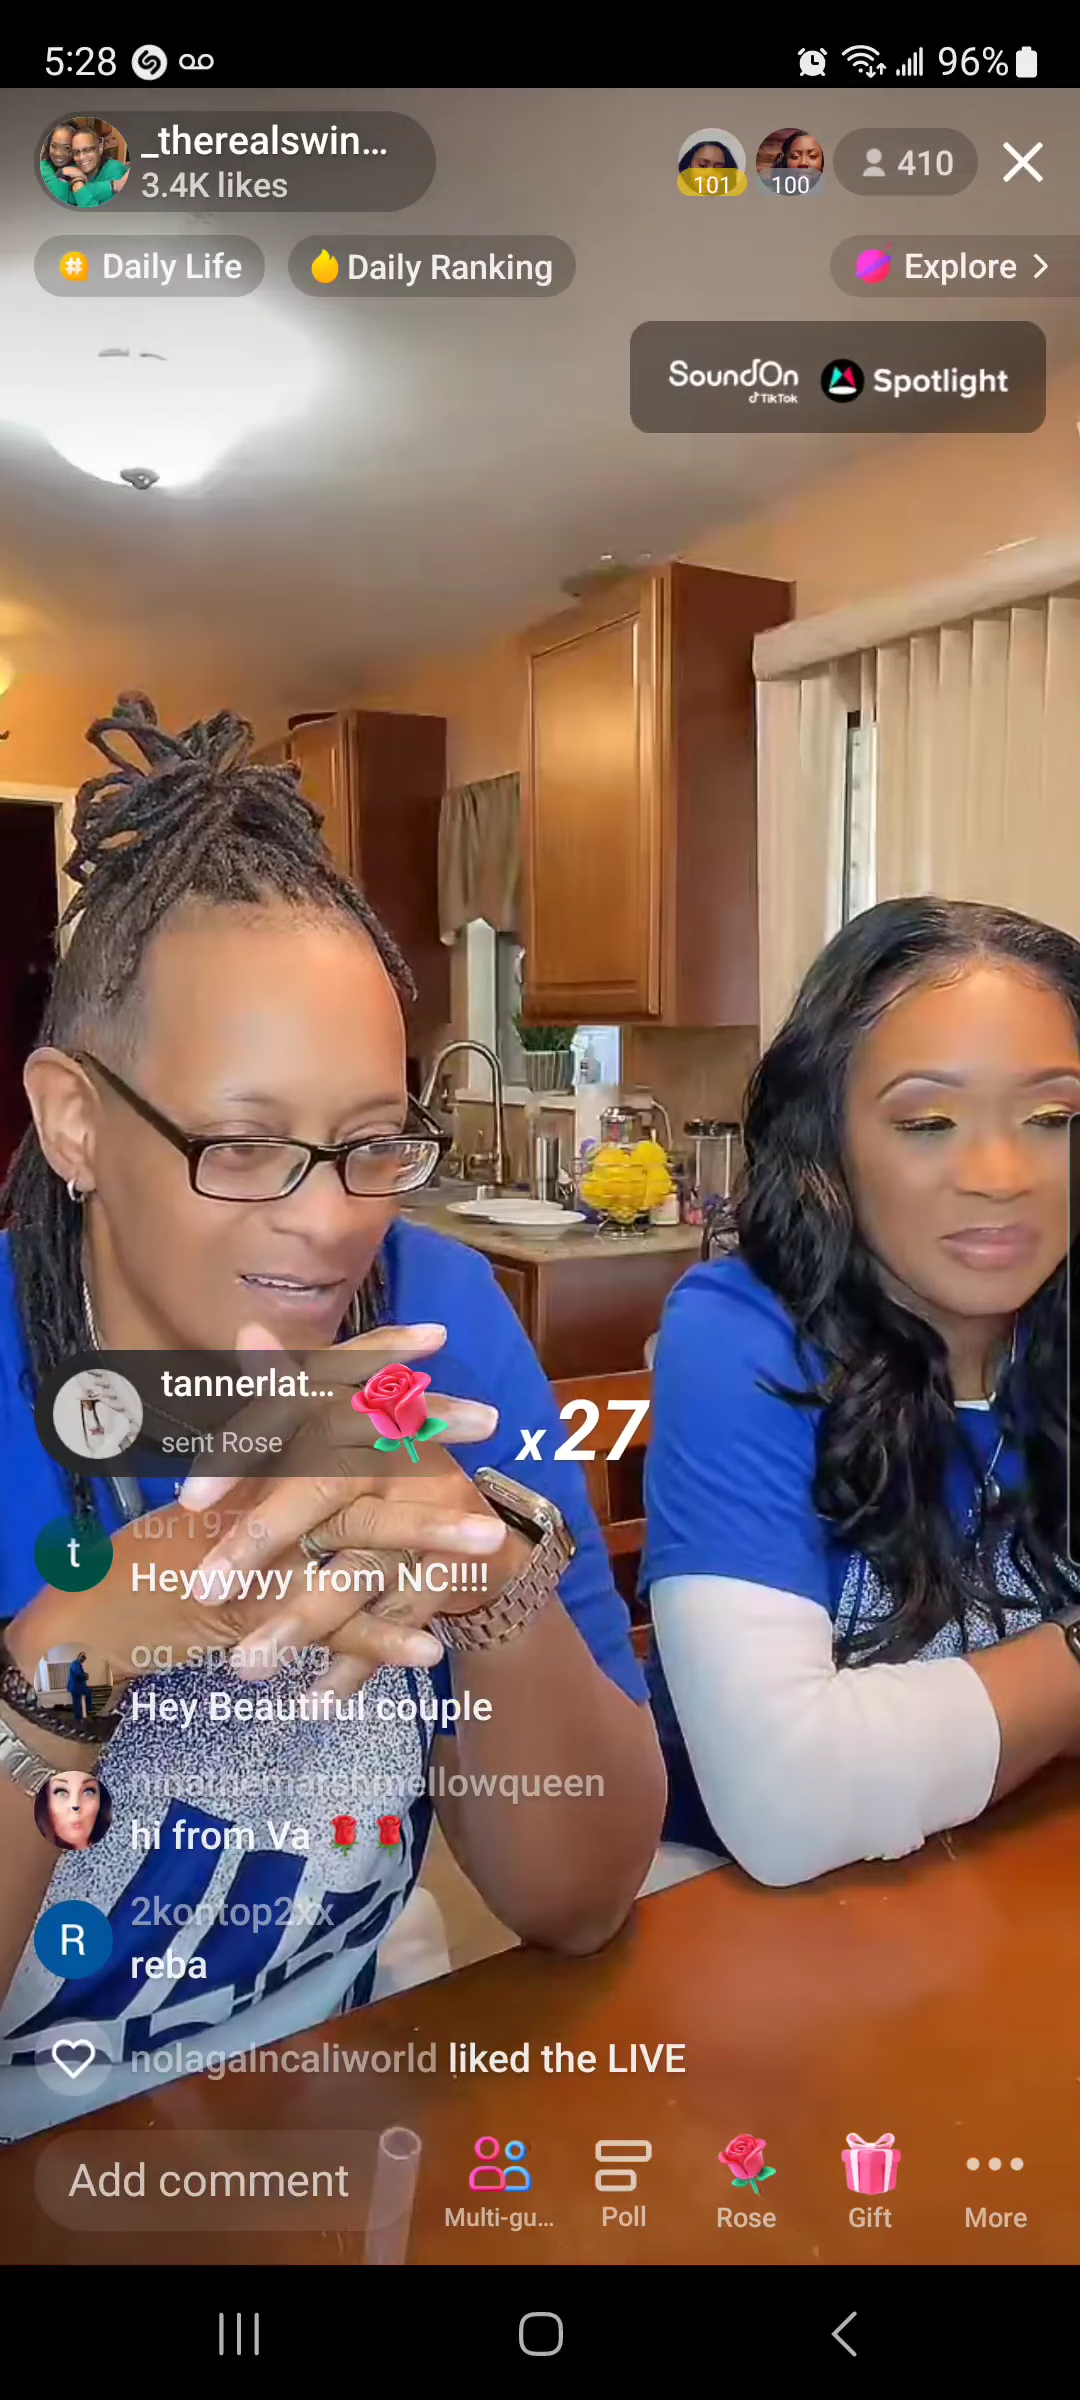 5:28
96%
_therealswin...
3.4K likes
101
100
410
Daily Life
Daily Ranking
Explore
SoundOn
TikTok
Spotlight
tannerlat...
sent Rose
x27
tbr1976
Heyyyyyy from NC!!!!
og.spankyg
Hey Beautiful couple
hi from Va 🌹🌹
2kontop2xx
reba
nolagalncaliworld liked the LIVE
Add comment
Multi-gu...
Poll
Rose
Gift
More